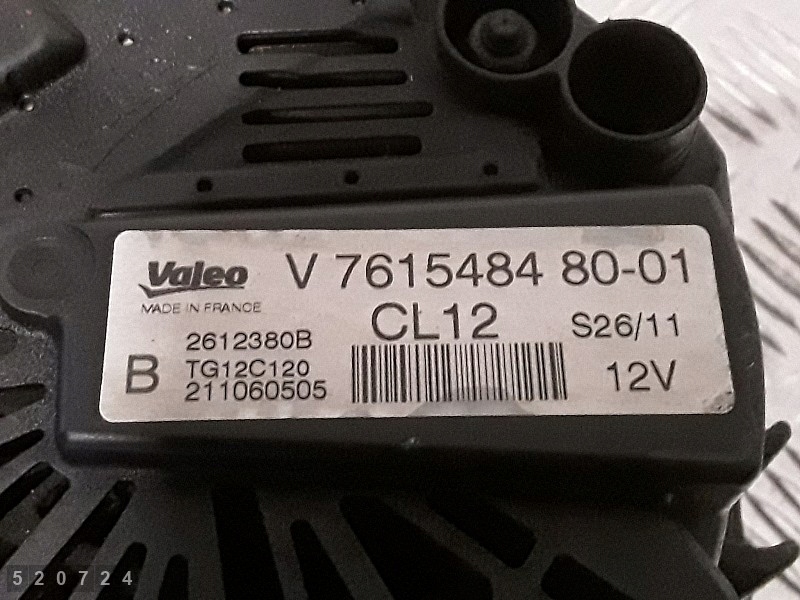 Valeo V 7615484 80-01
MADE IN FRANCE
CL12
2612380B
S26/11
B
TG12C120
211060505
12V
520724